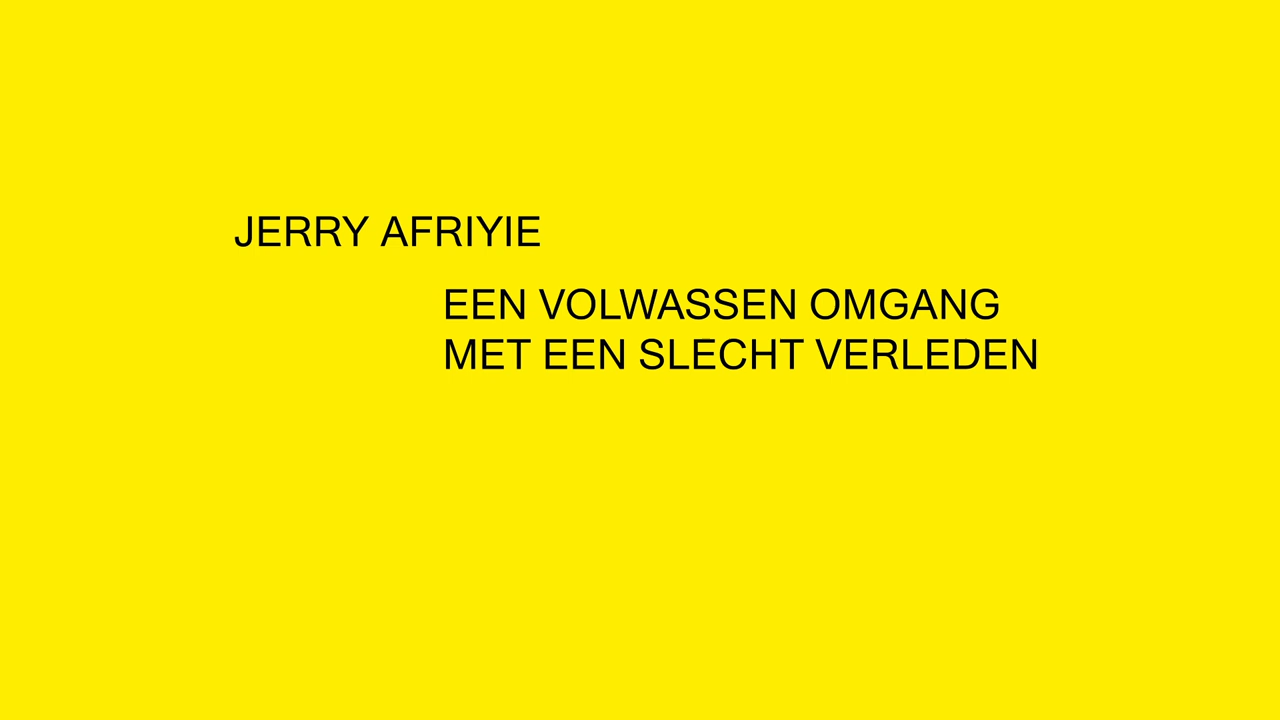 JERRY AFRIYIE
EEN VOLWASSEN OMGANG
MET EEN SLECHT VERLEDEN